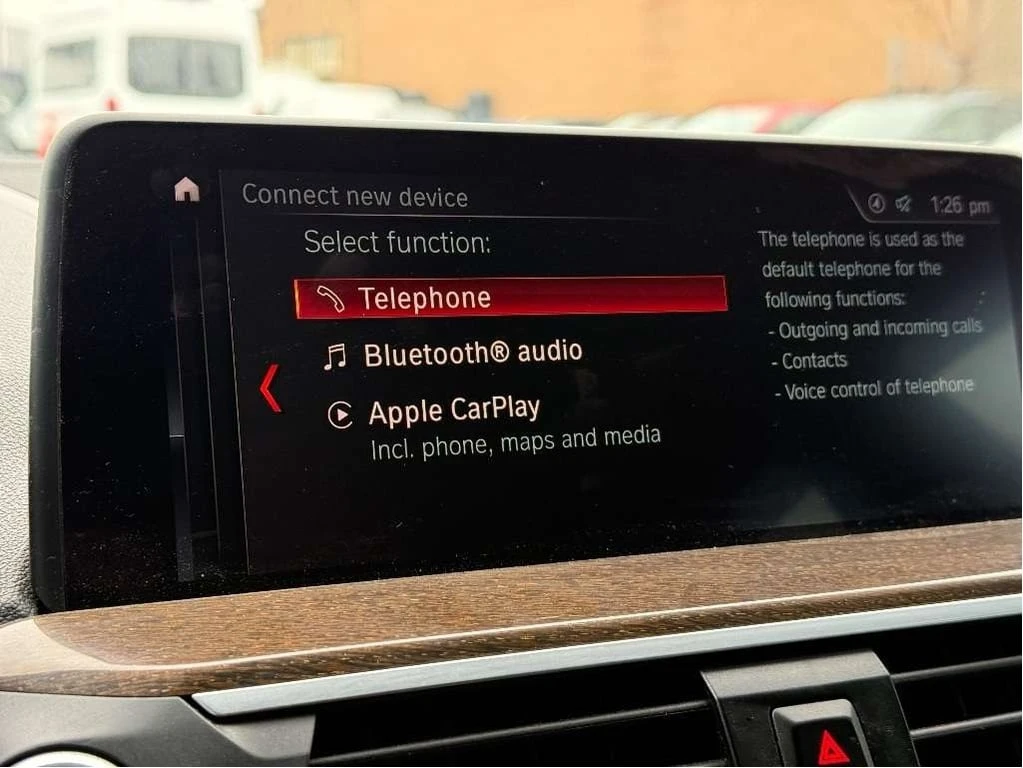 Connect new device
1:26 pm
Select function:
Telephone
Bluetooth® audio
Apple CarPlay
Incl. phone, maps and media
The telephone is used as the
default telephone for the
following functions:
- Outgoing and incoming calls
- Contacts
- Voice control of telephone